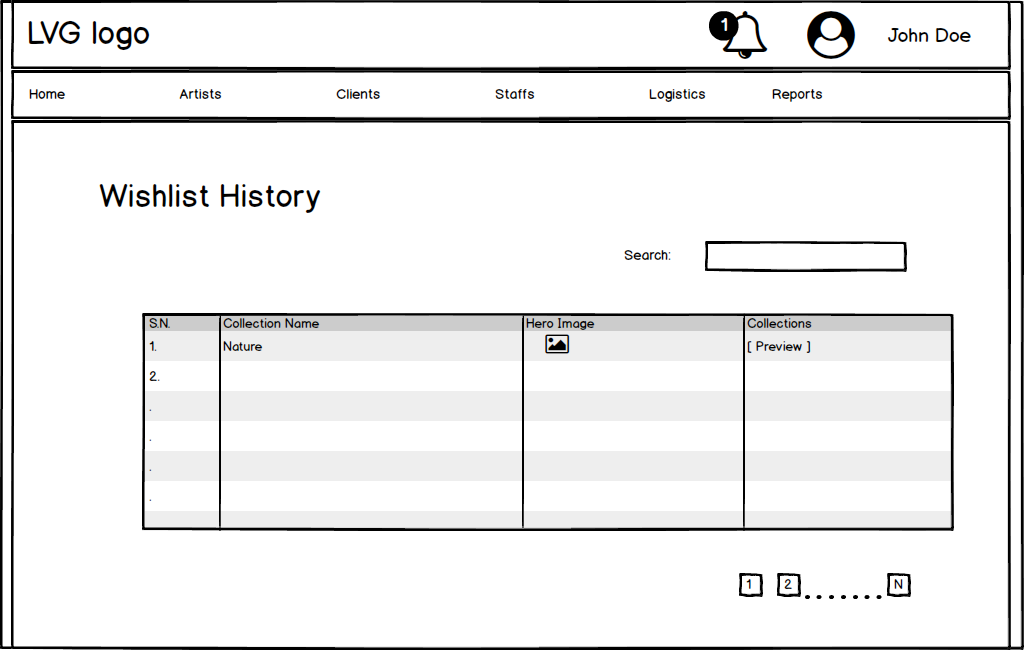 LVG logo
1
John Doe
Home Artists Clients Staffs Logistics Reports
Wishlist History
Search:
S.N. Collection Name Hero Image Collections
1. Nature [ Preview ]
2.
.
.
.
.
1 2 ....... N